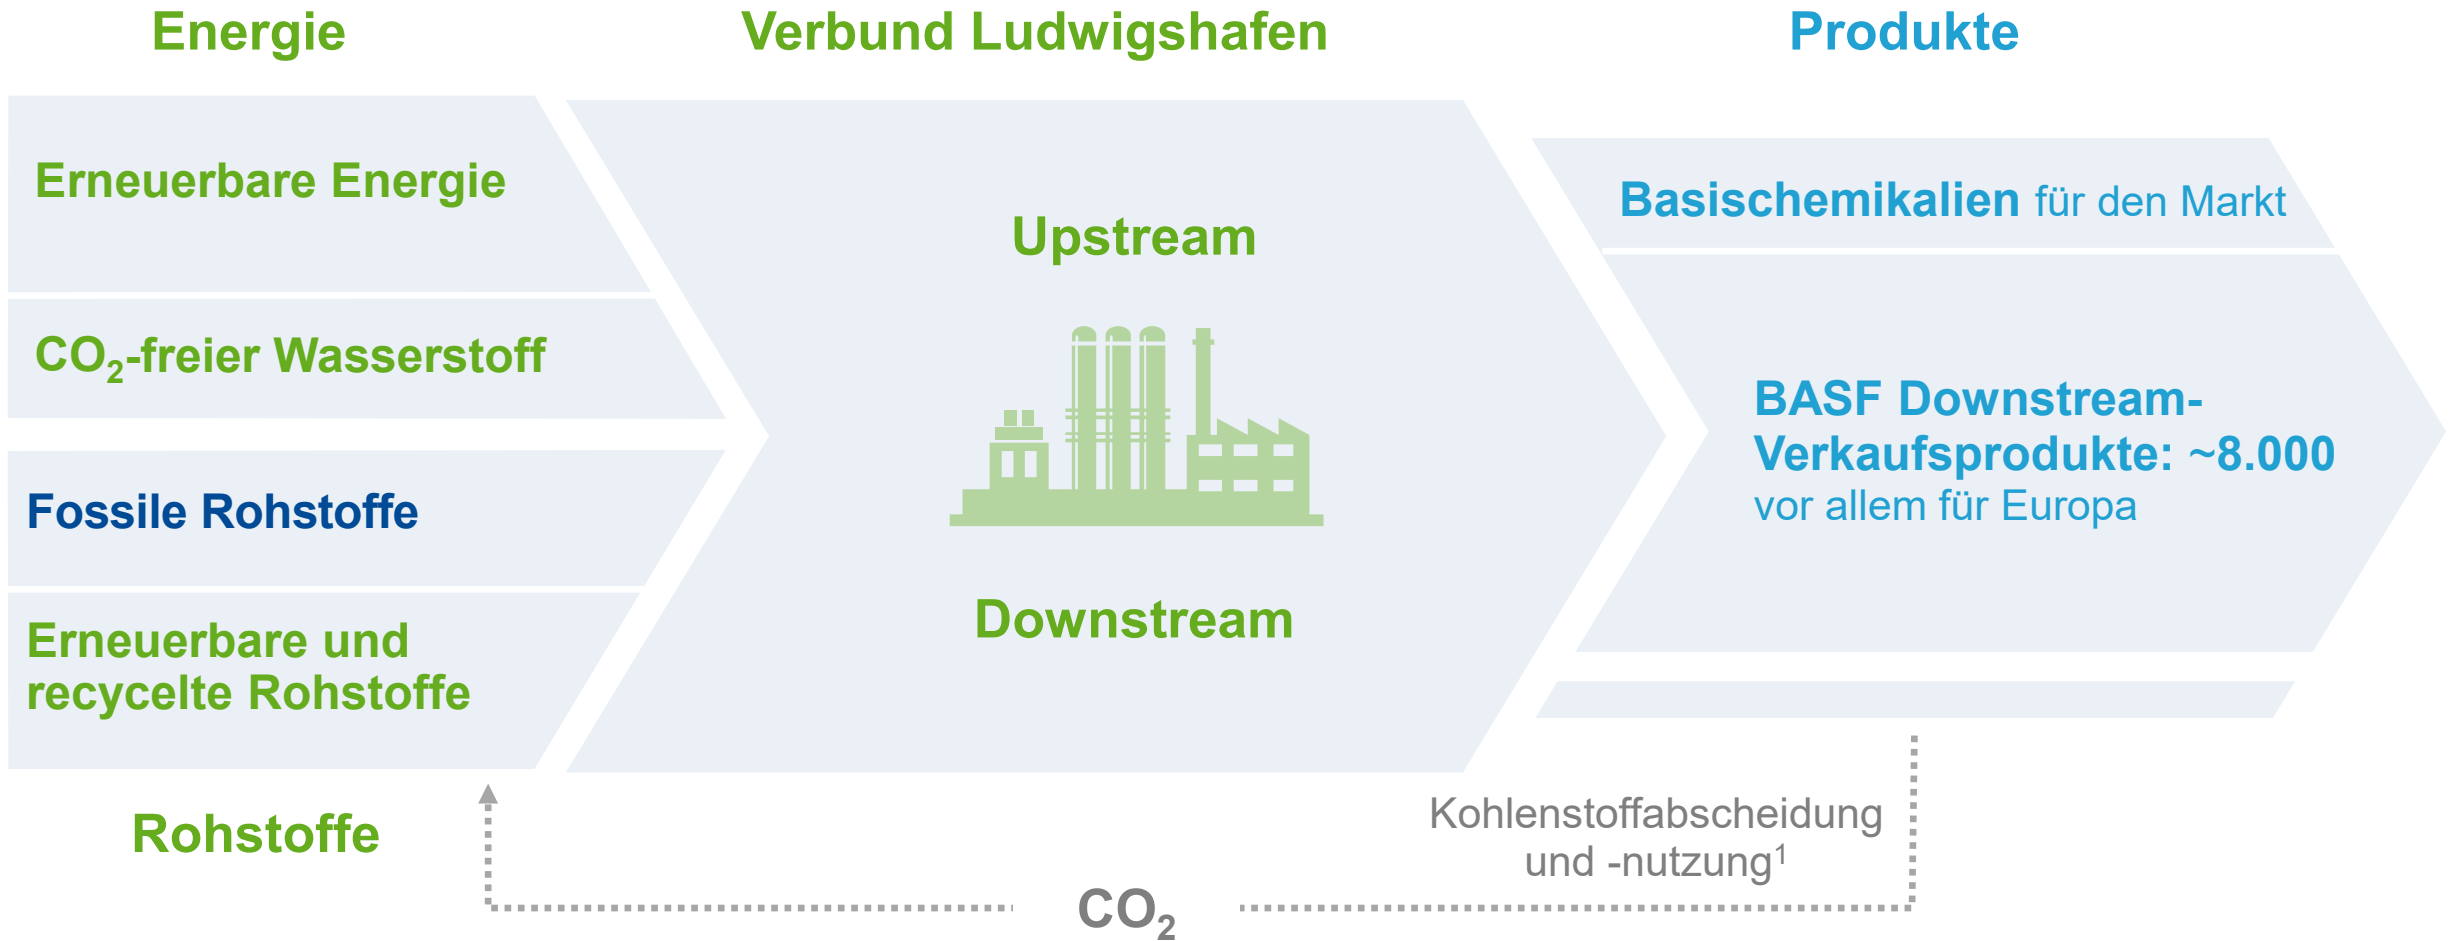 Energie
Verbund Ludwigshafen
Produkte
Erneuerbare Energie
CO₂-freier Wasserstoff
Fossile Rohstoffe
Erneuerbare und
recycelte Rohstoffe
Rohstoffe
Upstream
Downstream
Basischemikalien für den Markt
BASF Downstream-
Verkaufsprodukte: ~8.000
vor allem für Europa
Kohlenstoffabscheidung
und -nutzung¹
CO₂